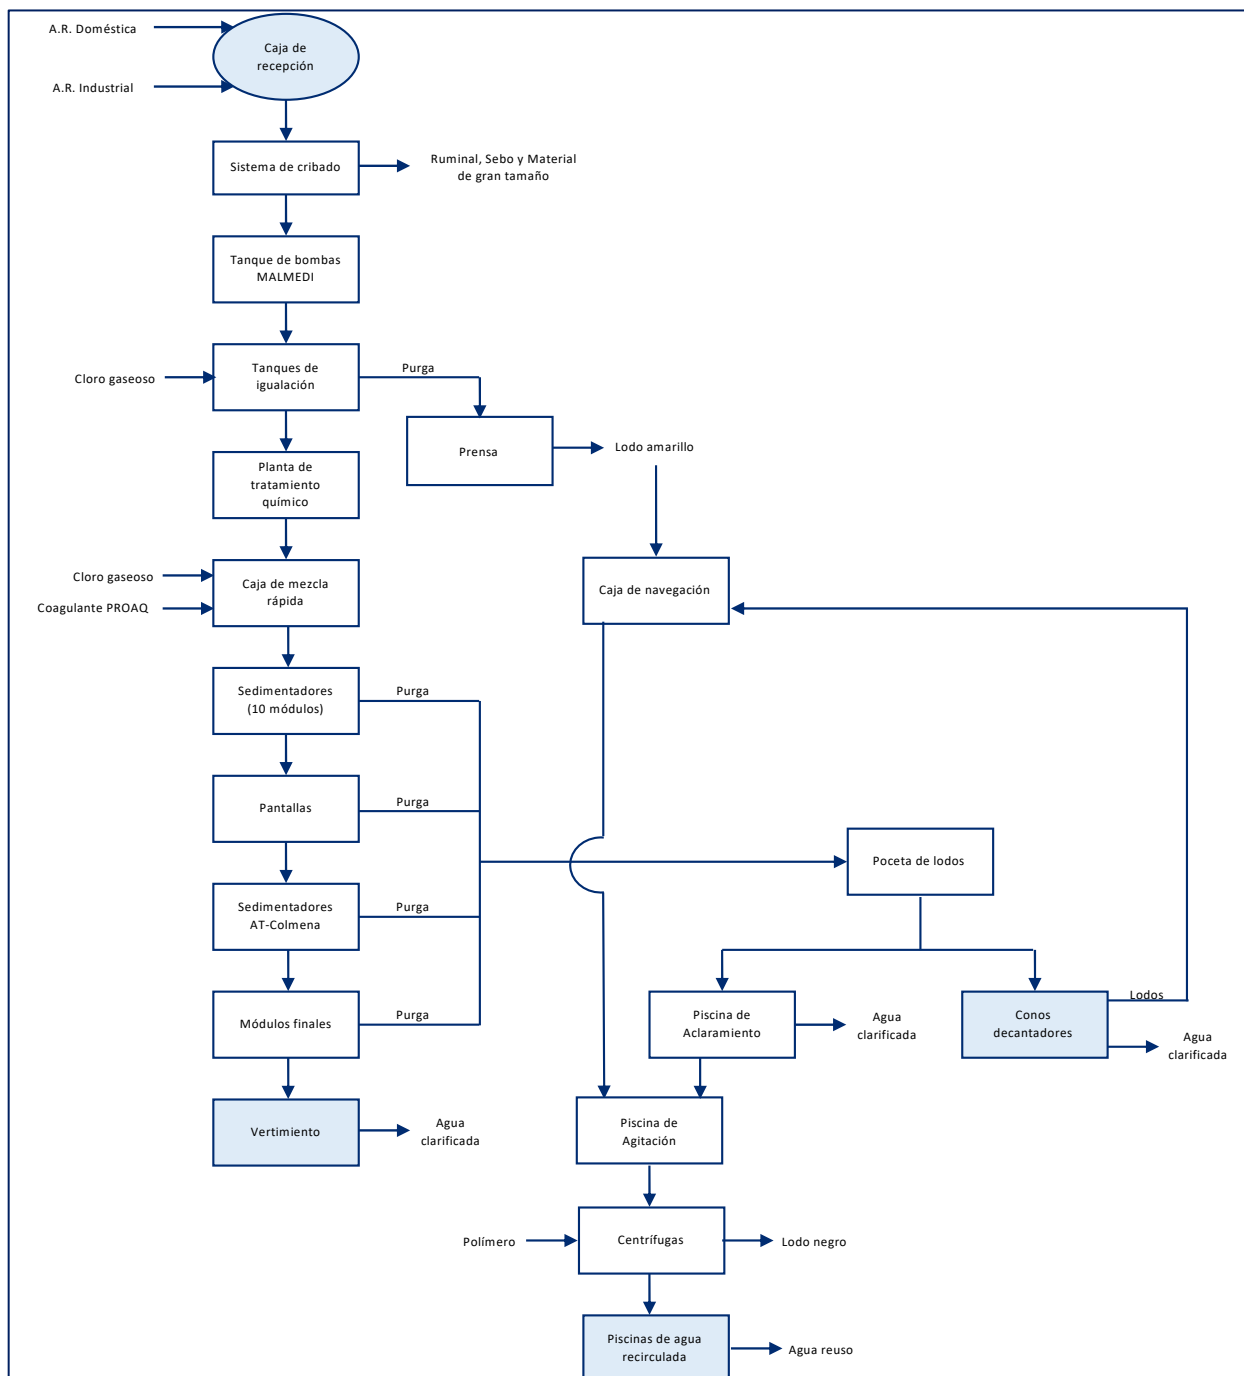 A.R. Doméstica
Caja de
recepción
A.R. Industrial
Sistema de cribado
Ruminal, Sebo y Material
de gran tamaño
Tanque de bombas
MALMEDI
Cloro gaseoso
Tanques de
igualación
Purga
Prensa
Lodo amarillo
Planta de
tratamiento
químico
Cloro gaseoso
Coagulante PROAQ
Caja de mezcla
rápida
Caja de navegación
Sedimentadores
(10 módulos)
Purga
Pantallas
Purga
Poceta de lodos
Sedimentadores
AT-Colmena
Purga
Módulos finales
Purga
Piscina de
Aclaramiento
Agua
clarificada
Conos
decantadores
Lodos
Agua
clarificada
Vertimiento
Agua
clarificada
Piscina de
Agitación
Polímero
Centrífugas
Lodo negro
Piscinas de agua
recirculada
Agua reuso